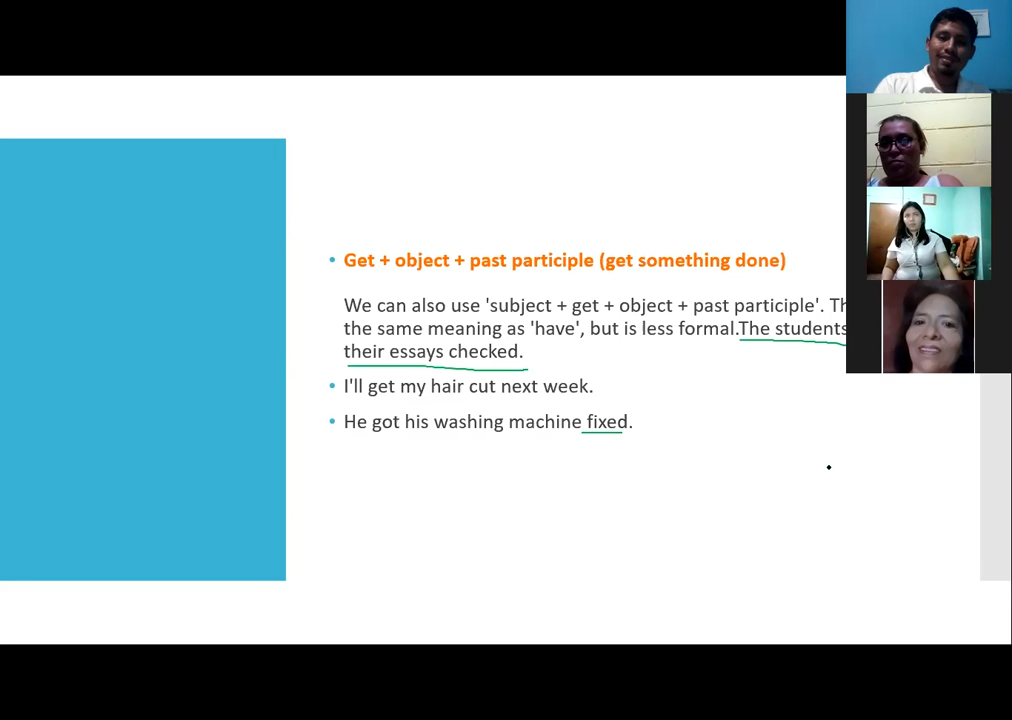 Get + object + past participle (get something done)
We can also use 'subject + get + object + past participle'.
the same meaning as 'have', but is less formal.The students
their essays checked.
I'll get my hair cut next week.
He got his washing machine fixed.